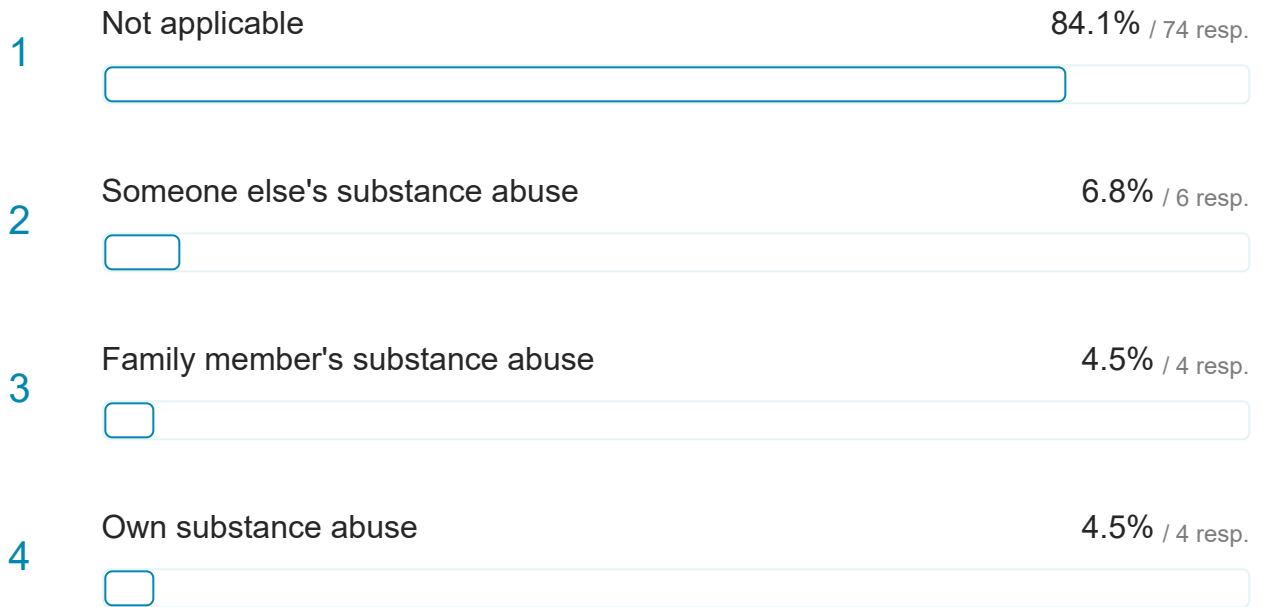 1 Not applicable 84.1% / 74 resp.
2 Someone else's substance abuse 6.8% / 6 resp.
3 Family member's substance abuse 4.5% / 4 resp.
4 Own substance abuse 4.5% / 4 resp.